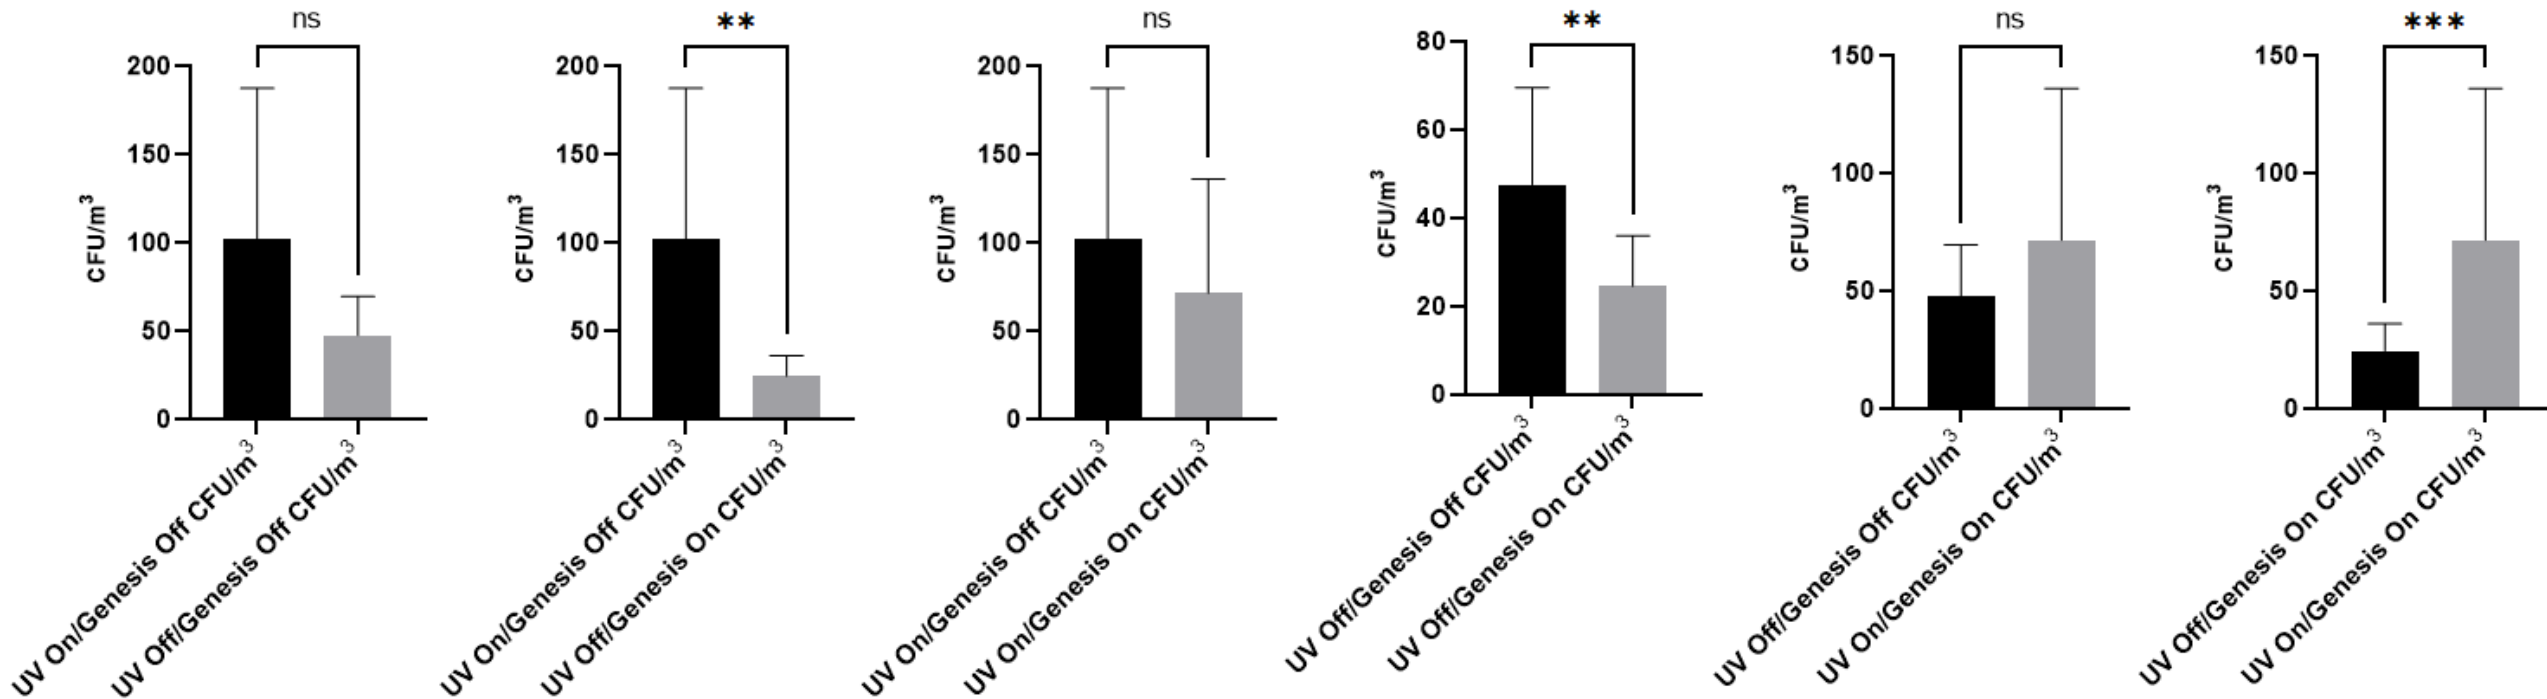 ns
200
150
100
50
0
CFU/m³
UV On/Genesis Off CFU/m³
UV Off/Genesis Off CFU/m³
**
200
150
100
50
0
CFU/m³
UV On/Genesis Off CFU/m³
UV Off/Genesis On CFU/m³
ns
200
150
100
50
0
CFU/m³
UV On/Genesis Off CFU/m³
UV On/Genesis On CFU/m³
**
80
60
40
20
0
CFU/m³
UV Off/Genesis Off CFU/m³
UV Off/Genesis On CFU/m³
ns
150
100
50
0
CFU/m³
UV Off/Genesis Off CFU/m³
UV On/Genesis On CFU/m³
***
150
100
50
0
CFU/m³
UV Off/Genesis On CFU/m³
UV On/Genesis On CFU/m³